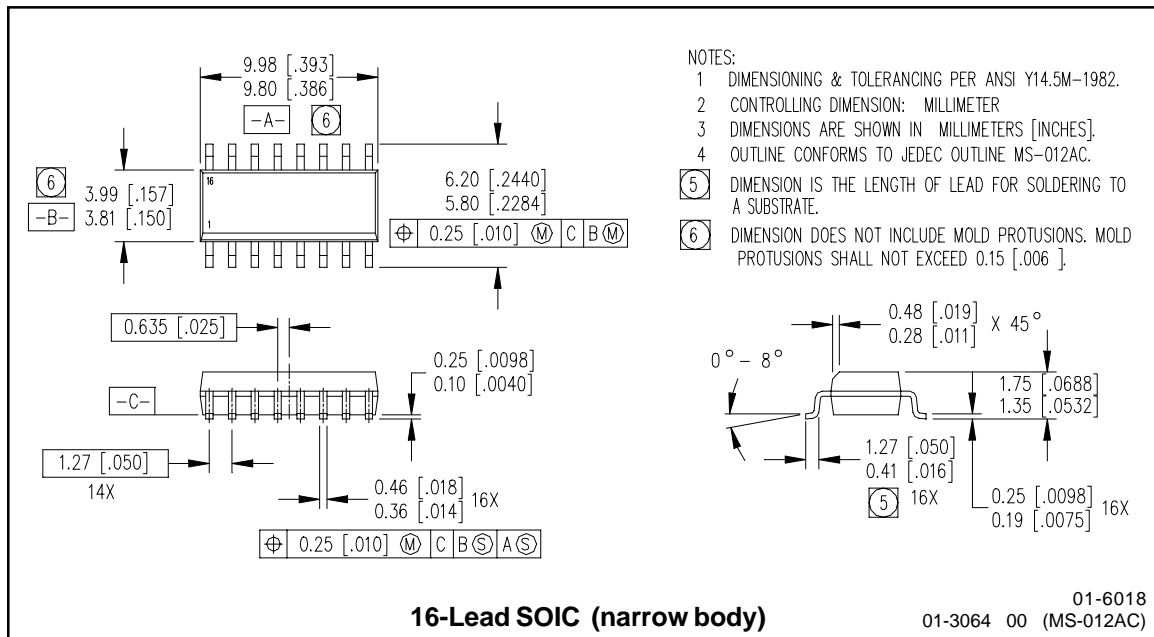 9.98 [.393]
9.80 [.386]
-A- 6
6
3.99 [.157]
3.81 [.150]
-B-
16
1
6.20 [.2440]
5.80 [.2284]
⌖ 0.25 [.010] Ⓜ C B Ⓜ
NOTES:
1 DIMENSIONING & TOLERANCING PER ANSI Y14.5M-1982.
2 CONTROLLING DIMENSION: MILLIMETER
3 DIMENSIONS ARE SHOWN IN MILLIMETERS [INCHES].
4 OUTLINE CONFORMS TO JEDEC OUTLINE MS-012AC.
5 DIMENSION IS THE LENGTH OF LEAD FOR SOLDERING TO
A SUBSTRATE.
6 DIMENSION DOES NOT INCLUDE MOLD PROTUSIONS. MOLD
PROTUSIONS SHALL NOT EXCEED 0.15 [.006 ].
0.635 [.025]
0.25 [.0098]
0.10 [.0040]
-C-
1.27 [.050]
14X
0.46 [.018]
0.36 [.014]
16X
⌖ 0.25 [.010] Ⓜ C B Ⓢ A Ⓢ
0.48 [.019]
0.28 [.011]
X 45°
0°- 8°
1.75 [.0688]
1.35 [.0532]
1.27 [.050]
0.41 [.016]
5 16X
0.25 [.0098]
0.19 [.0075]
16X
16-Lead SOIC (narrow body)
01-6018
01-3064 00 (MS-012AC)